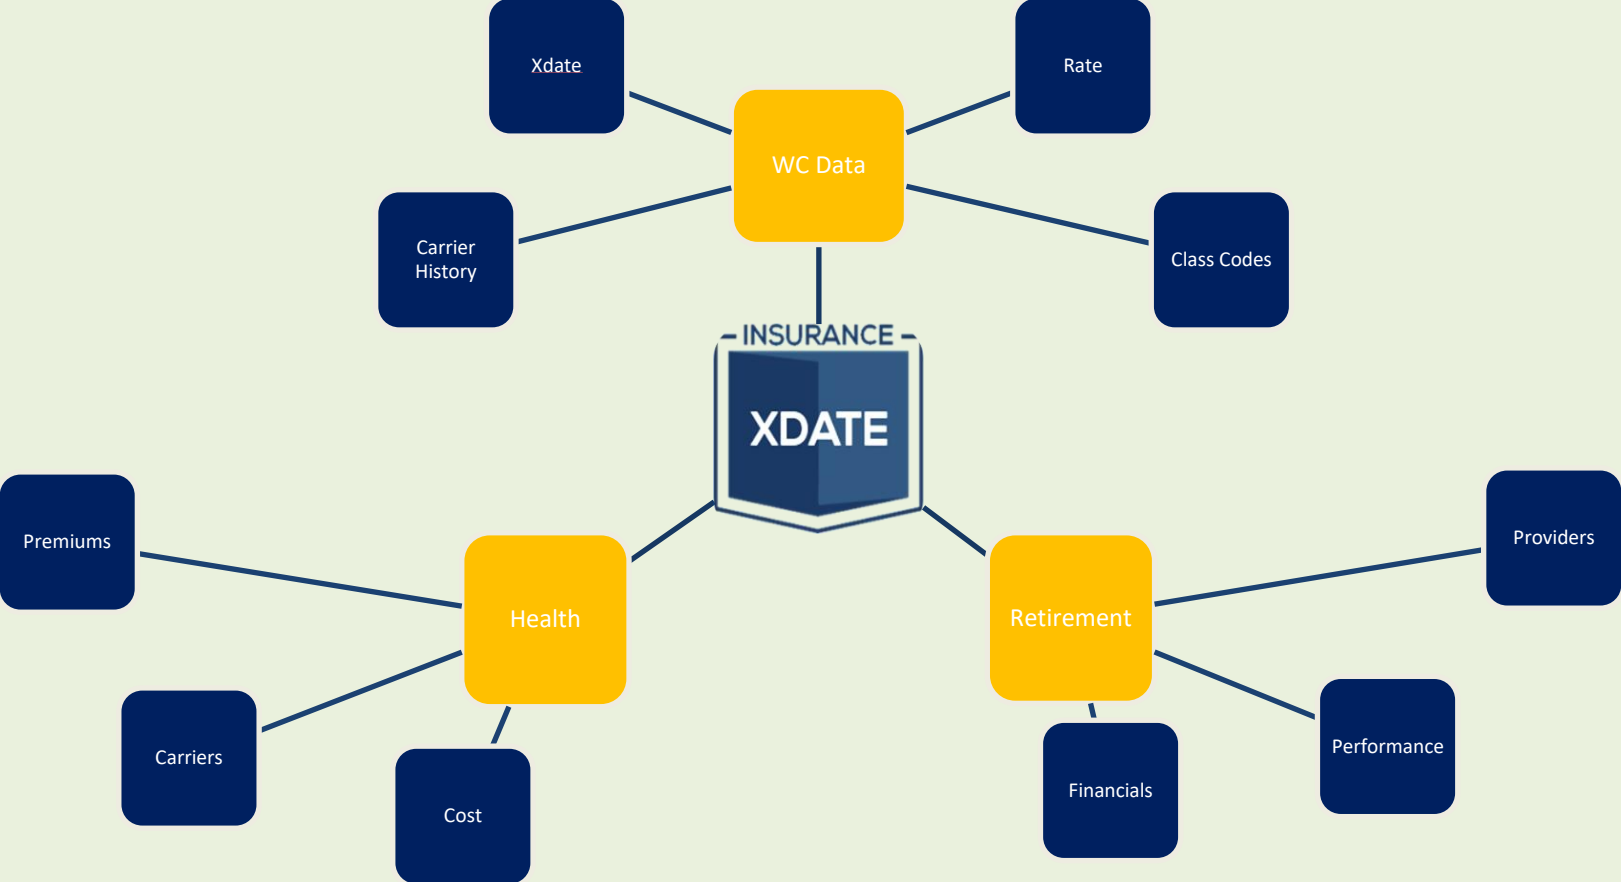 Xdate
Rate
WC Data
Carrier
History
Class Codes
INSURANCE
XDATE
Premiums
Providers
Health
Retirement
Carriers
Performance
Cost
Financials